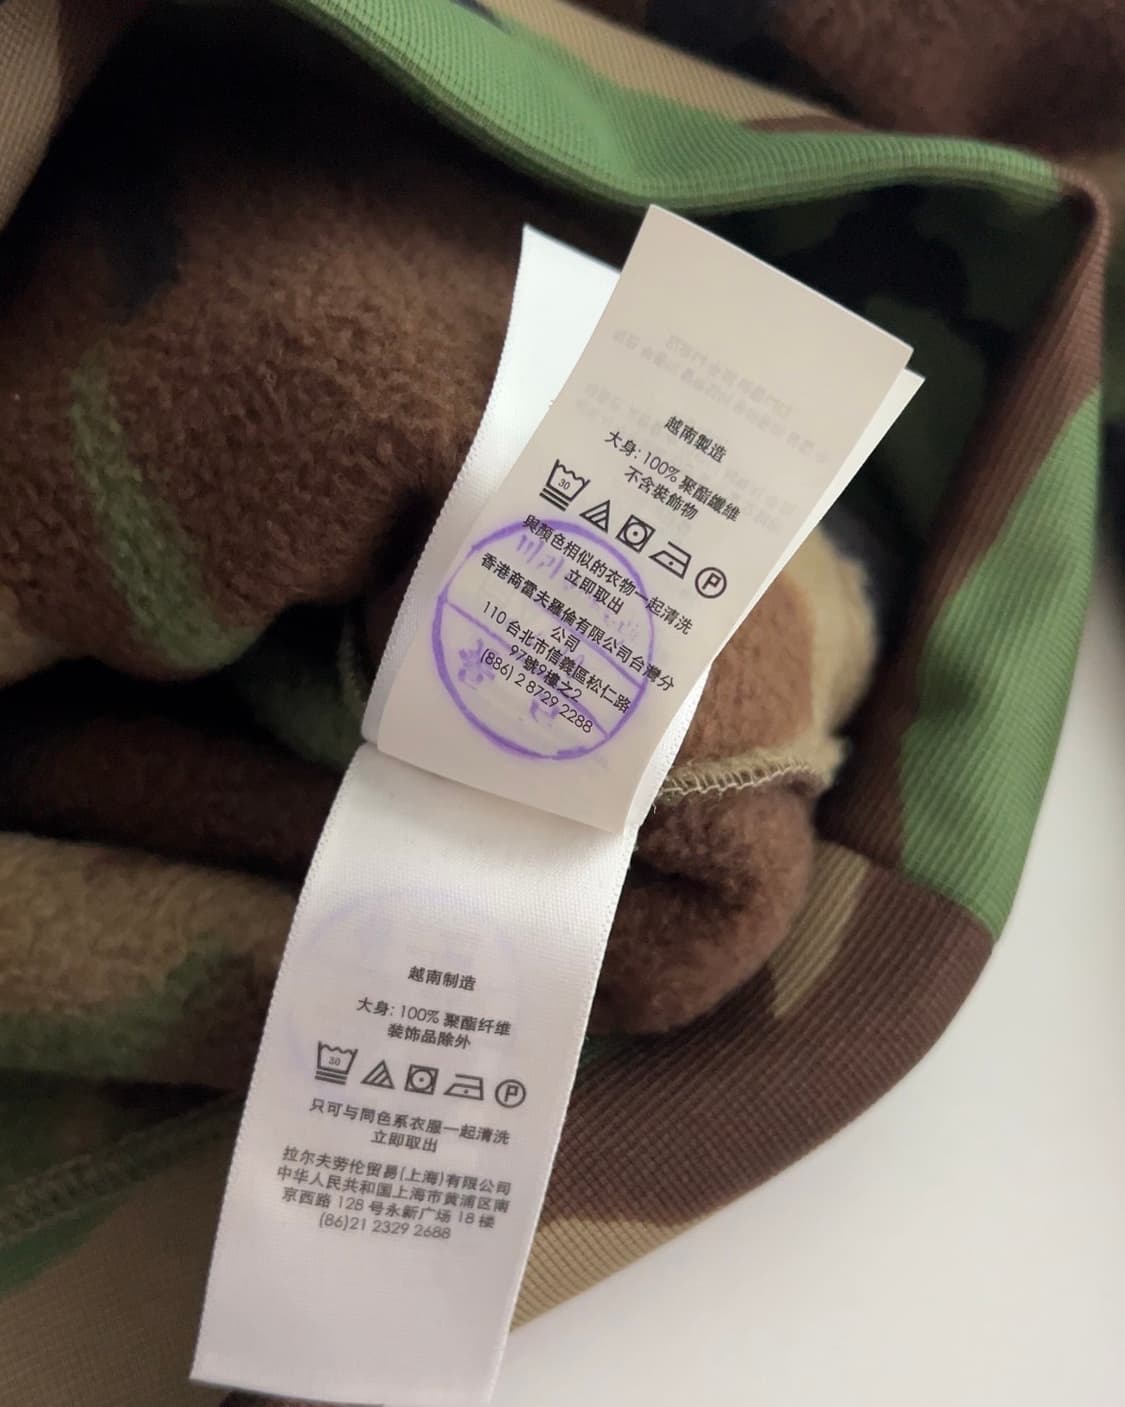 越南製造
大身: 100% 聚酯纖維
不含裝飾物
30
P
與顏色相似的衣物一起清洗
立即取出
香港商雷夫羅倫有限公司台灣分
公司
110 台北市信義區松仁路
97號9樓之2
(886) 2 8729 2288
越南制造
大身: 100% 聚酯纤维
装饰品除外
30
P
只可与同色系衣服一起清洗
立即取出
拉尔夫劳伦贸易(上海)有限公司
中华人民共和国上海市黄浦区南
京西路 128 号永新广场 18 楼
(86)21 2329 2688